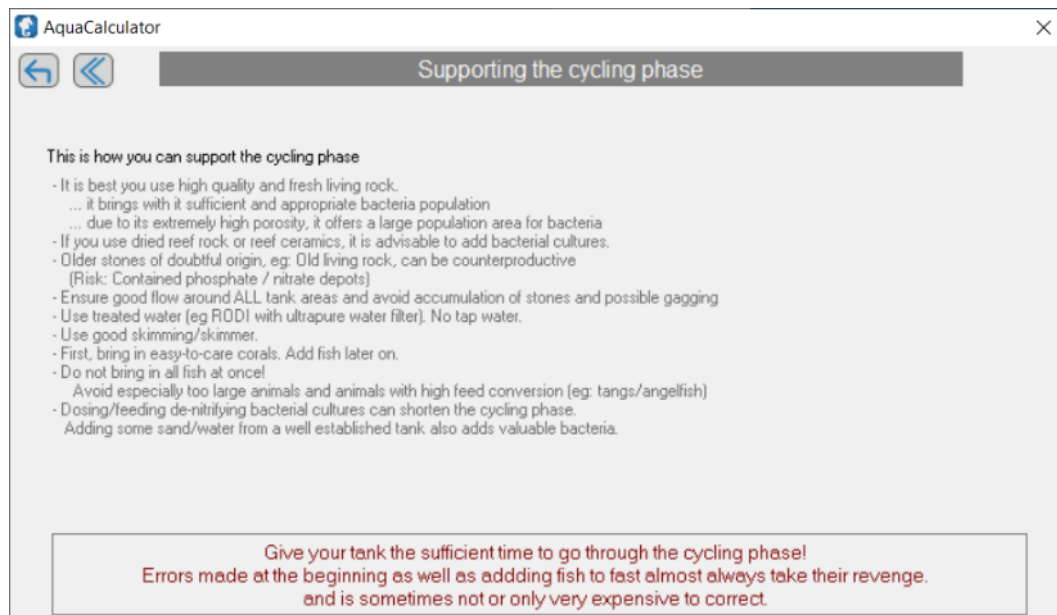 AquaCalculator
Supporting the cycling phase
This is how you can support the cycling phase
- It is best you use high quality and fresh living rock.
... it brings with it sufficient and appropriate bacteria population
... due to its extremely high porosity, it offers a large population area for bacteria
- If you use dried reef rock or reef ceramics, it is advisable to add bacterial cultures.
- Older stones of doubtful origin, eg: Old living rock, can be counterproductive
(Risk: Contained phosphate / nitrate depots)
- Ensure good flow around ALL tank areas and avoid accumulation of stones and possible gagging
- Use treated water (eg RODI with ultrapure water filter). No tap water.
- Use good skimming/skimmer.
- First, bring in easy-to-care corals. Add fish later on.
- Do not bring in all fish at once!
Avoid especially too large animals and animals with high feed conversion (eg: tangs/angelfish)
- Dosing/feeding de-nitrifying bacterial cultures can shorten the cycling phase.
Adding some sand/water from a well established tank also adds valuable bacteria.
Give your tank the sufficient time to go through the cycling phase!
Errors made at the beginning as well as addding fish to fast almost always take their revenge.
and is sometimes not or only very expensive to correct.